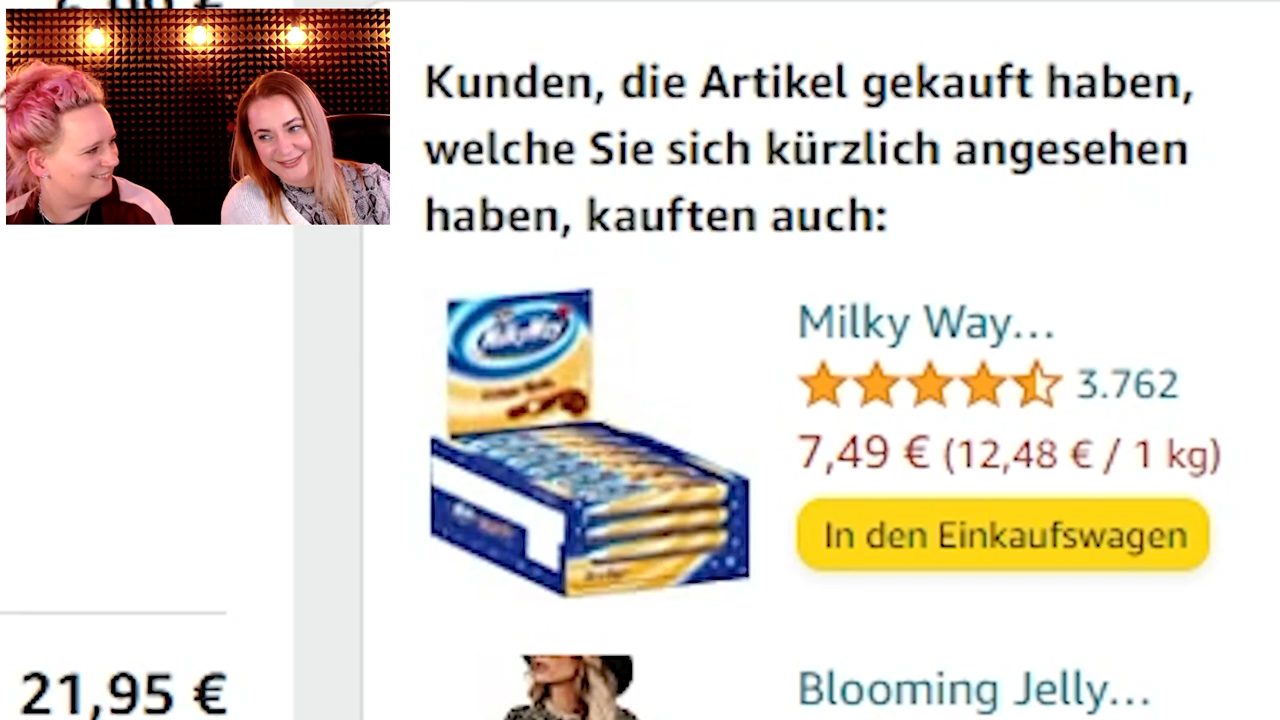 Kunden, die Artikel gekauft haben,
welche Sie sich kürzlich angesehen
haben, kauften auch:
MilkyWay
Milky Way…
3.762
7,49 € (12,48 € / 1 kg)
In den Einkaufswagen
21,95 €
Blooming Jelly…